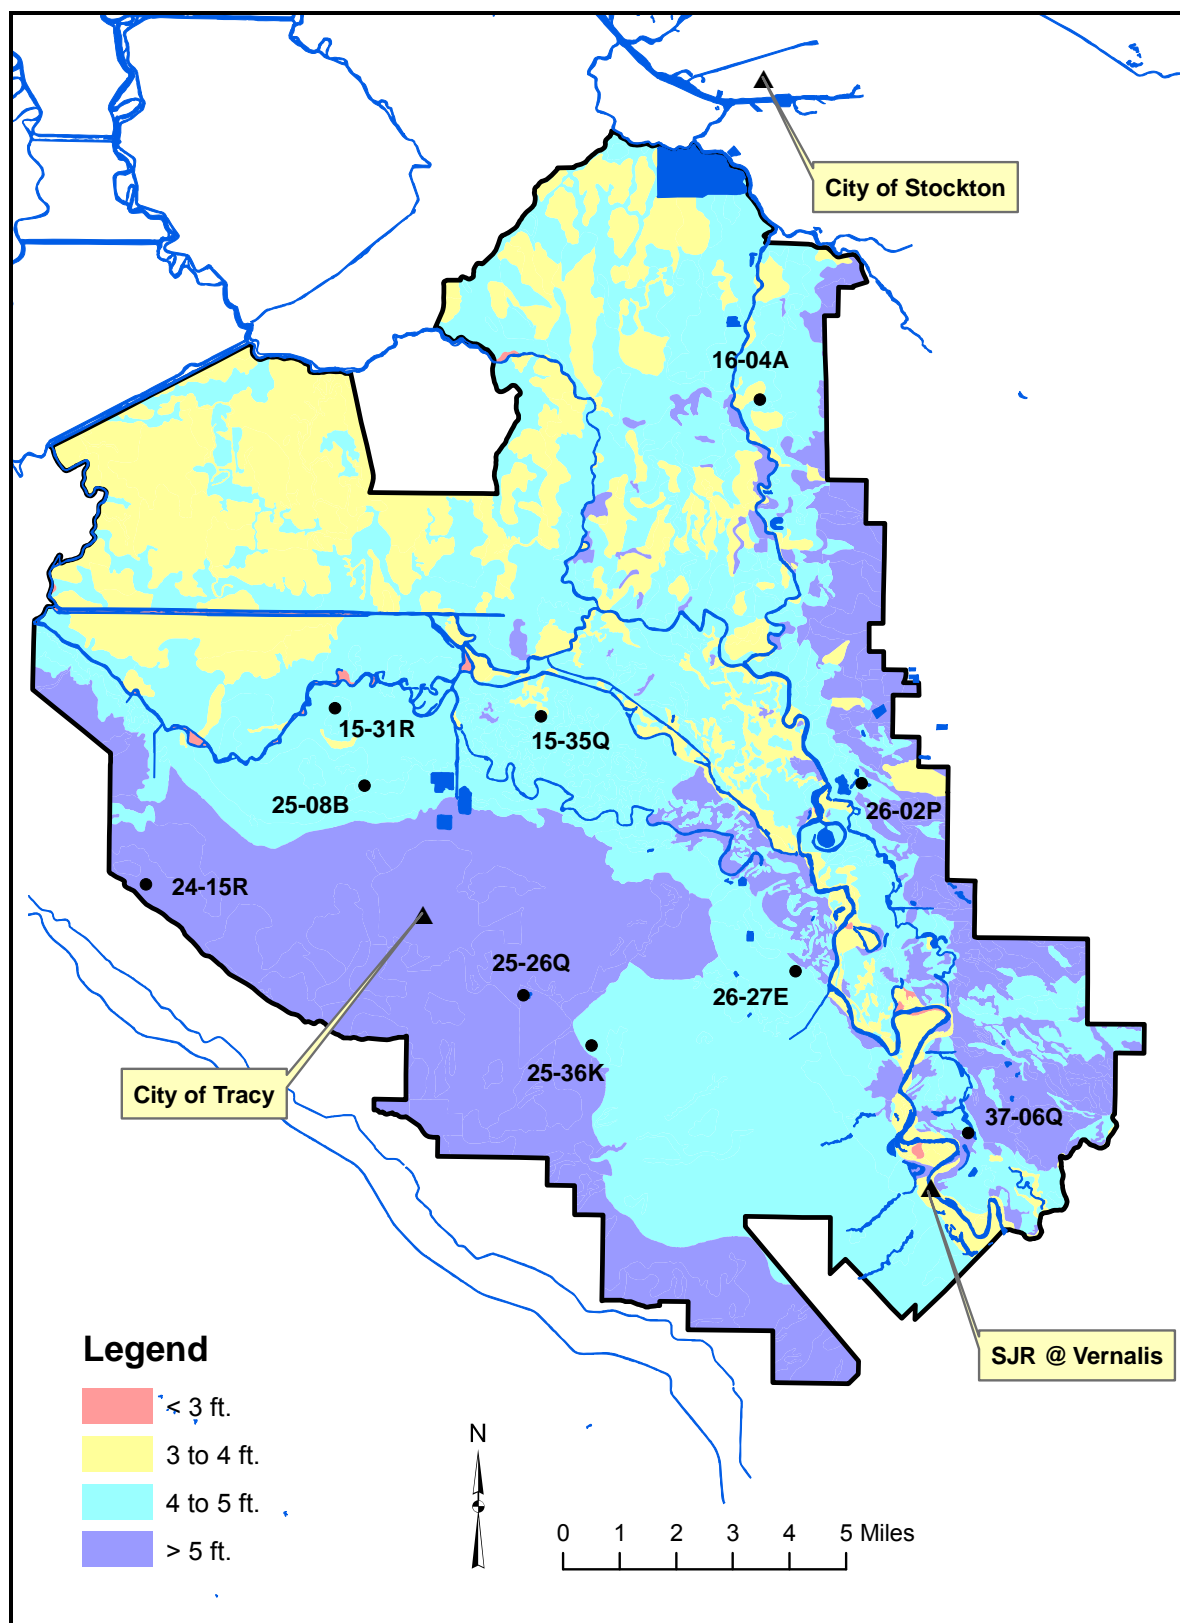 City of Stockton
16-04A
15-31R
15-35Q
25-08B
26-02P
24-15R
25-26Q
26-27E
25-36K
City of Tracy
37-06Q
SJR @ Vernalis
Legend
< 3 ft.
3 to 4 ft.
4 to 5 ft.
> 5 ft.
N
0 1 2 3 4 5 Miles